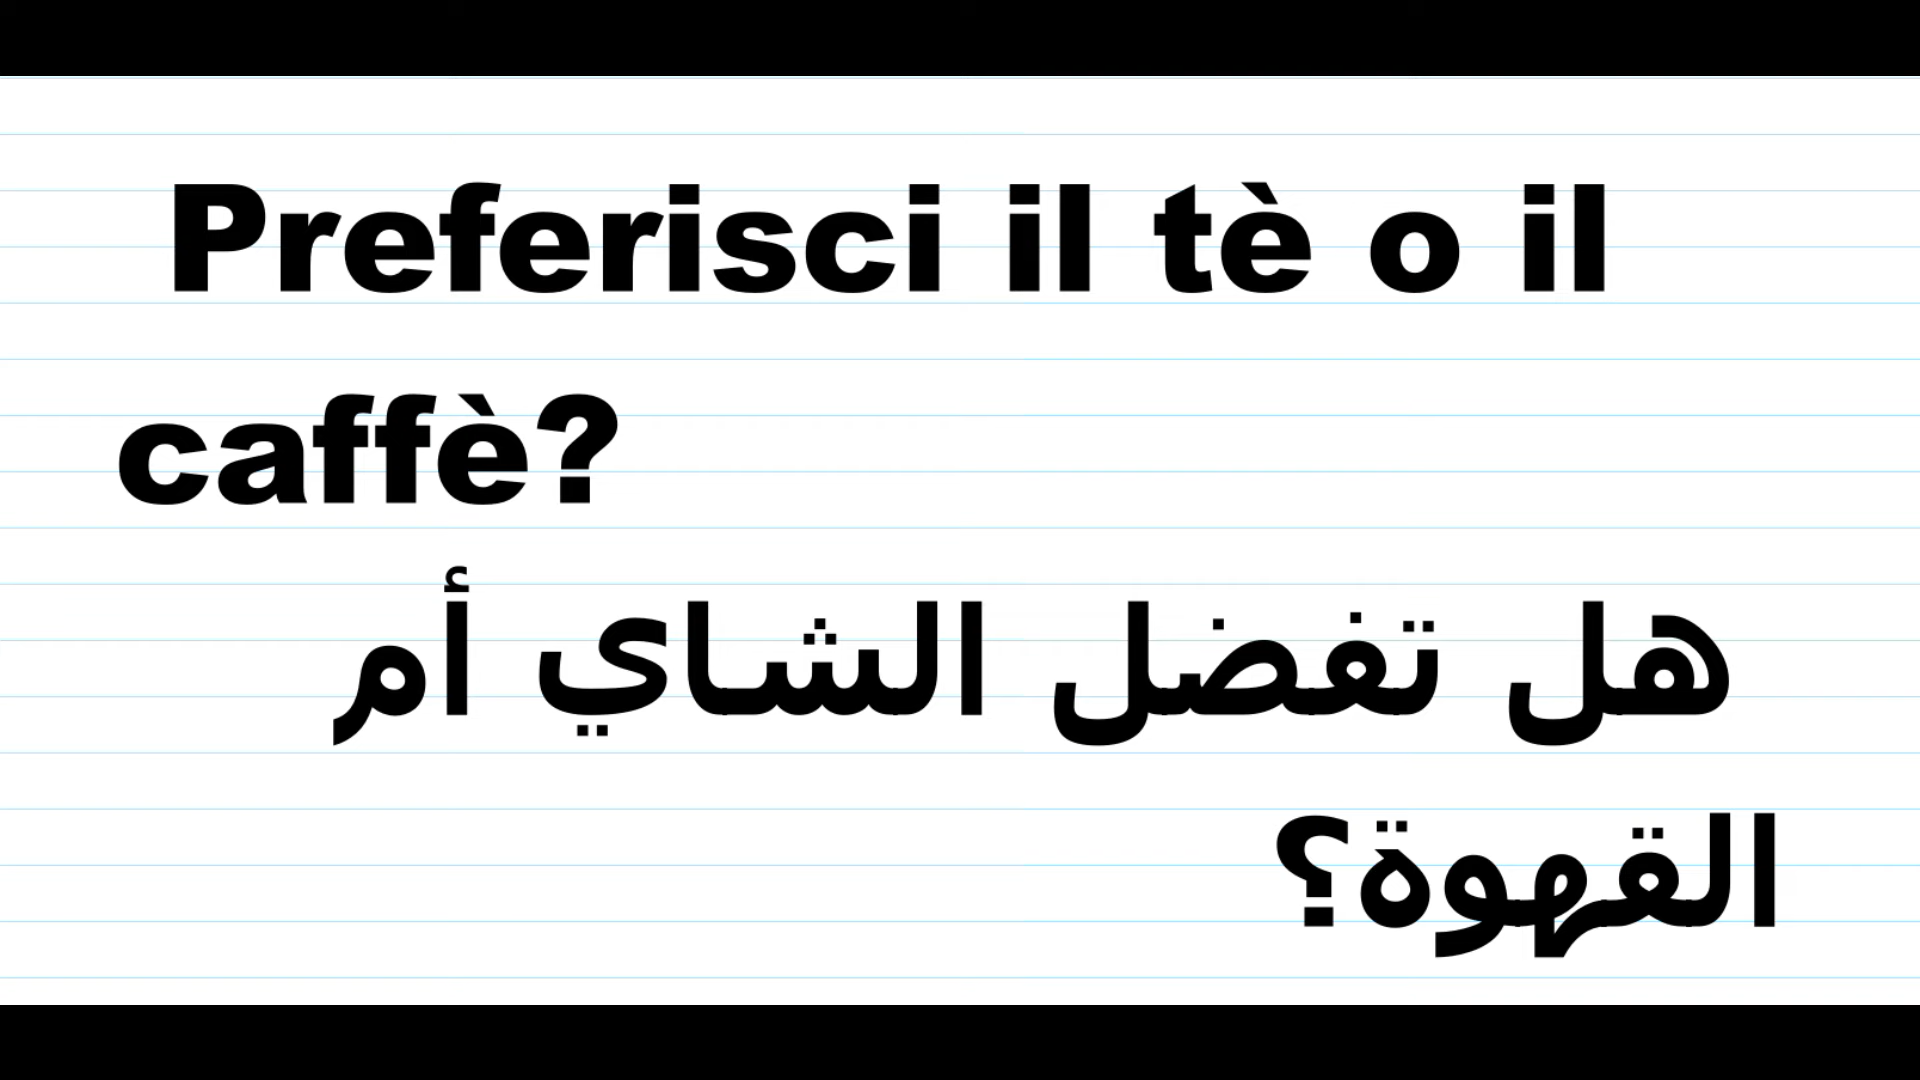 Preferisci il tè o il
caffè?
هل تفضل الشاي أم
القهوة؟